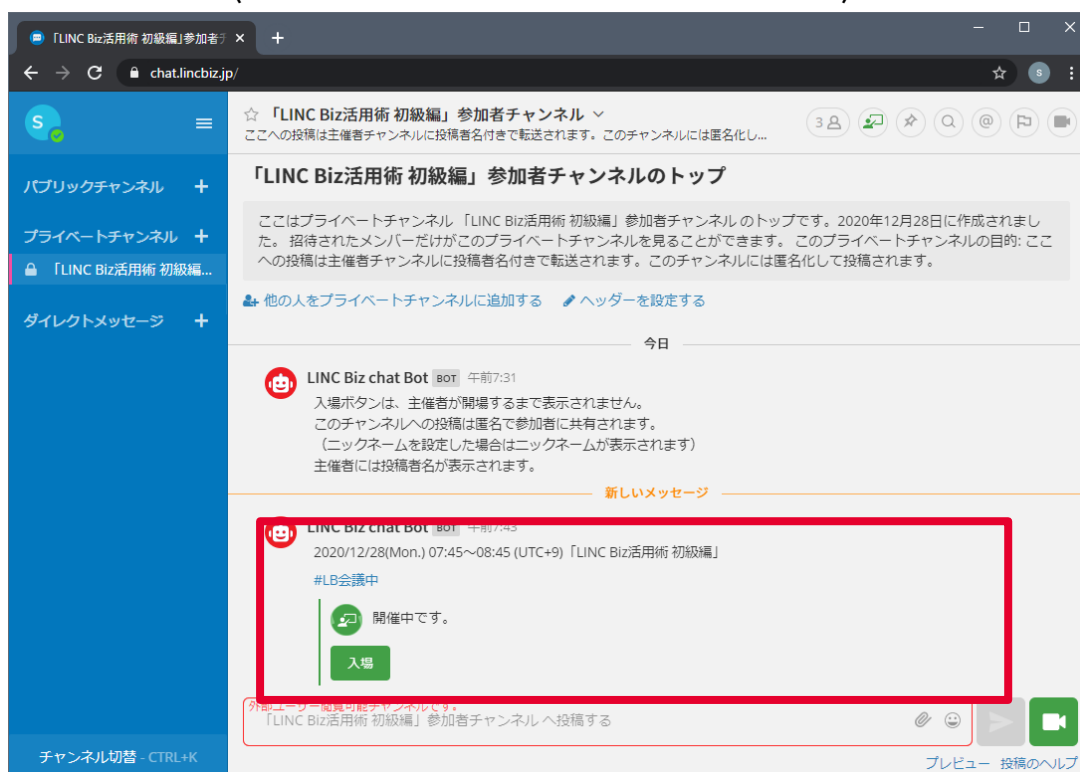 「LINC Biz活用術 初級編」参加者チ
chat.lincbiz.jp/
S
S
「LINC Biz活用術 初級編」参加者チャンネル
ここへの投稿は主催者チャンネルに投稿者名付きで転送されます。このチャンネルには匿名化し...
3
パブリックチャンネル
プライベートチャンネル
「LINC Biz活用術 初級編...
ダイレクトメッセージ
「LINC Biz活用術 初級編」参加者チャンネルのトップ
ここはプライベートチャンネル 「LINC Biz活用術 初級編」参加者チャンネル のトップです。2020年12月28日に作成されまし
た。 招待されたメンバーだけがこのプライベートチャンネルを見ることができます。 このプライベートチャンネルの目的: ここ
への投稿は主催者チャンネルに投稿者名付きで転送されます。このチャンネルには匿名化して投稿されます。
他の人をプライベートチャンネルに追加する ヘッダーを設定する
今日
LINC Biz chat Bot BOT 午前7:31
入場ボタンは、主催者が開場するまで表示されません。
このチャンネルへの投稿は匿名で参加者に共有されます。
（ニックネームを設定した場合はニックネームが表示されます）
主催者には投稿者名が表示されます。
新しいメッセージ
LINC Biz chat Bot BOT 午前7:43
2020/12/28(Mon.) 07:45～08:45 (UTC+9)「LINC Biz活用術 初級編」
#LB会議中
開催中です。
入場
外部ユーザー閲覧可能チャンネルです。
「LINC Biz活用術 初級編」参加者チャンネル へ投稿する
チャンネル切替 - CTRL+K
プレビュー 投稿のヘルプ